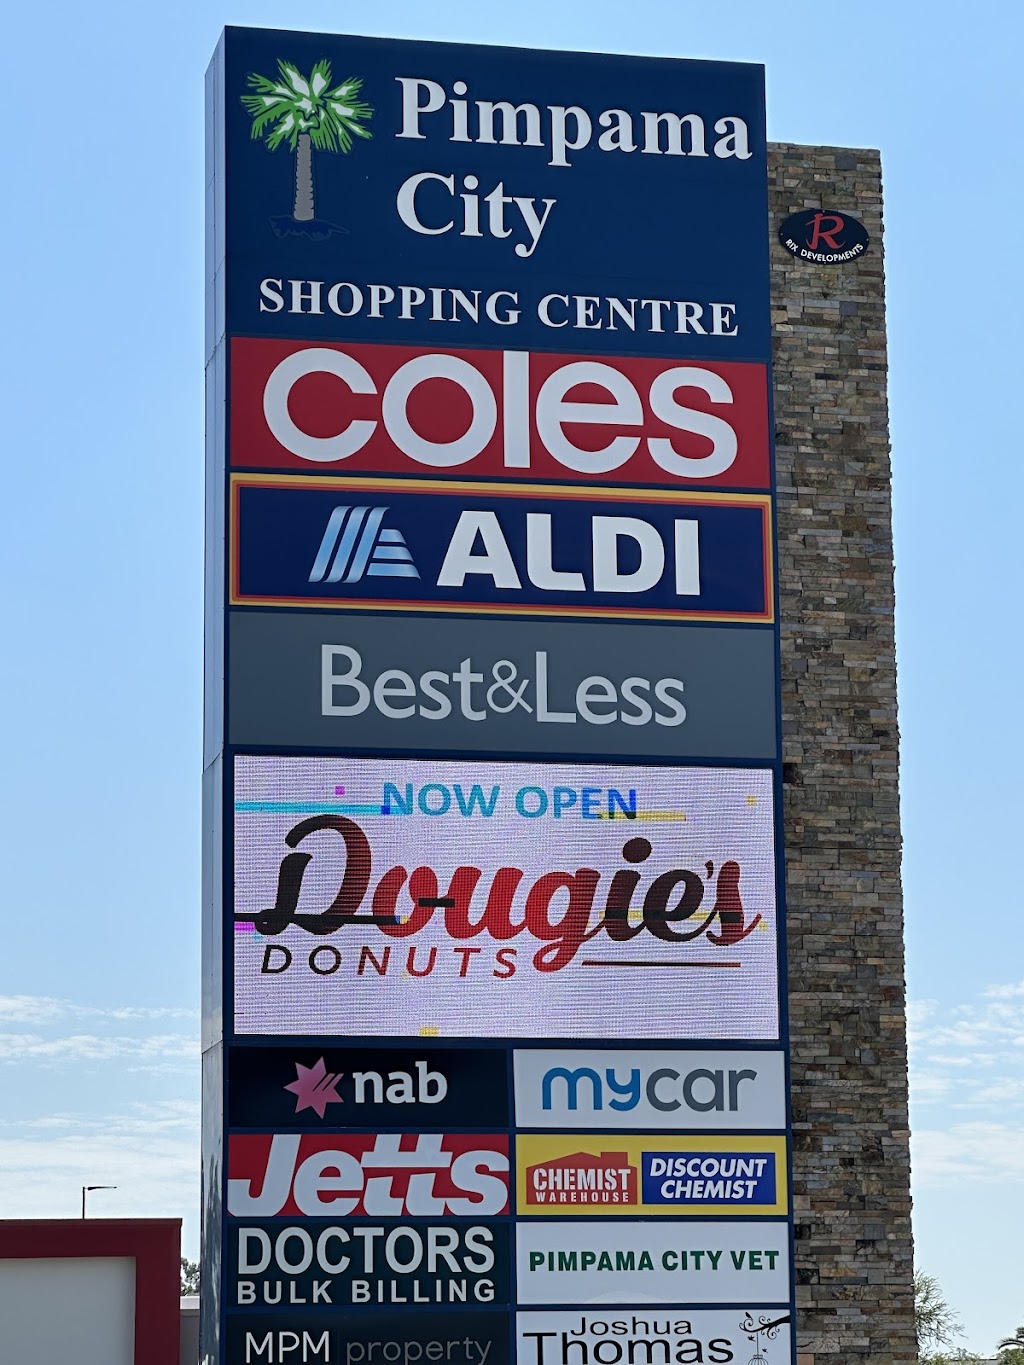 Pimpama
City
SHOPPING CENTRE
R
RIX DEVELOPMENTS
coles
ALDI
Best&Less
NOW OPEN
Dougie's
DONUTS
nab
mycar
Jetts
CHEMIST
WAREHOUSE
DISCOUNT
CHEMIST
DOCTORS
BULK BILLING
PIMPAMA CITY VET
MPM property
Joshua
Thomas